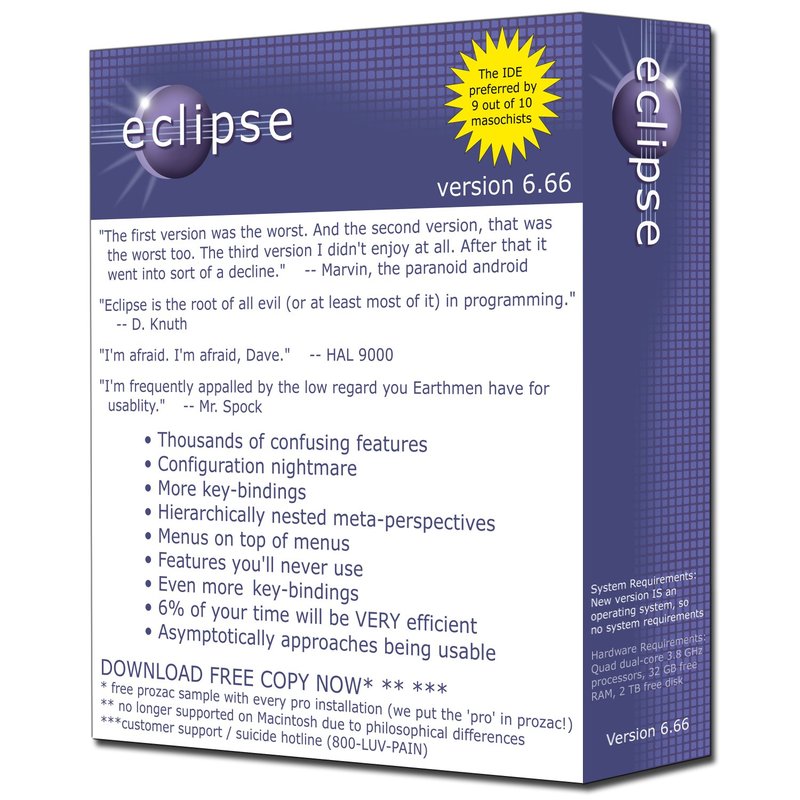 eclipse
The IDE
preferred by
9 out of 10
masochists
version 6.66
"The first version was the worst. And the second version, that was
the worst too. The third version I didn't enjoy at all. After that it
went into sort of a decline." -- Marvin, the paranoid android
"Eclipse is the root of all evil (or at least most of it) in programming."
-- D. Knuth
"I'm afraid. I'm afraid, Dave." -- HAL 9000
"I'm frequently appalled by the low regard you Earthmen have for
usablity." -- Mr. Spock
• Thousands of confusing features
• Configuration nightmare
• More key-bindings
• Hierarchically nested meta-perspectives
• Menus on top of menus
• Features you'll never use
• Even more key-bindings
• 6% of your time will be VERY efficient
• Asymptotically approaches being usable
DOWNLOAD FREE COPY NOW* ** ***
* free prozac sample with every pro installation (we put the 'pro' in prozac!)
** no longer supported on Macintosh due to philosophical differences
***customer support / suicide hotline (800-LUV-PAIN)
eclipse
System Requirements:
New version IS an
operating system, so
no system requirements
Hardware Requirements:
Quad dual-core 3.8 GHz
processors, 32 GB free
RAM, 2 TB free disk
Version 6.66